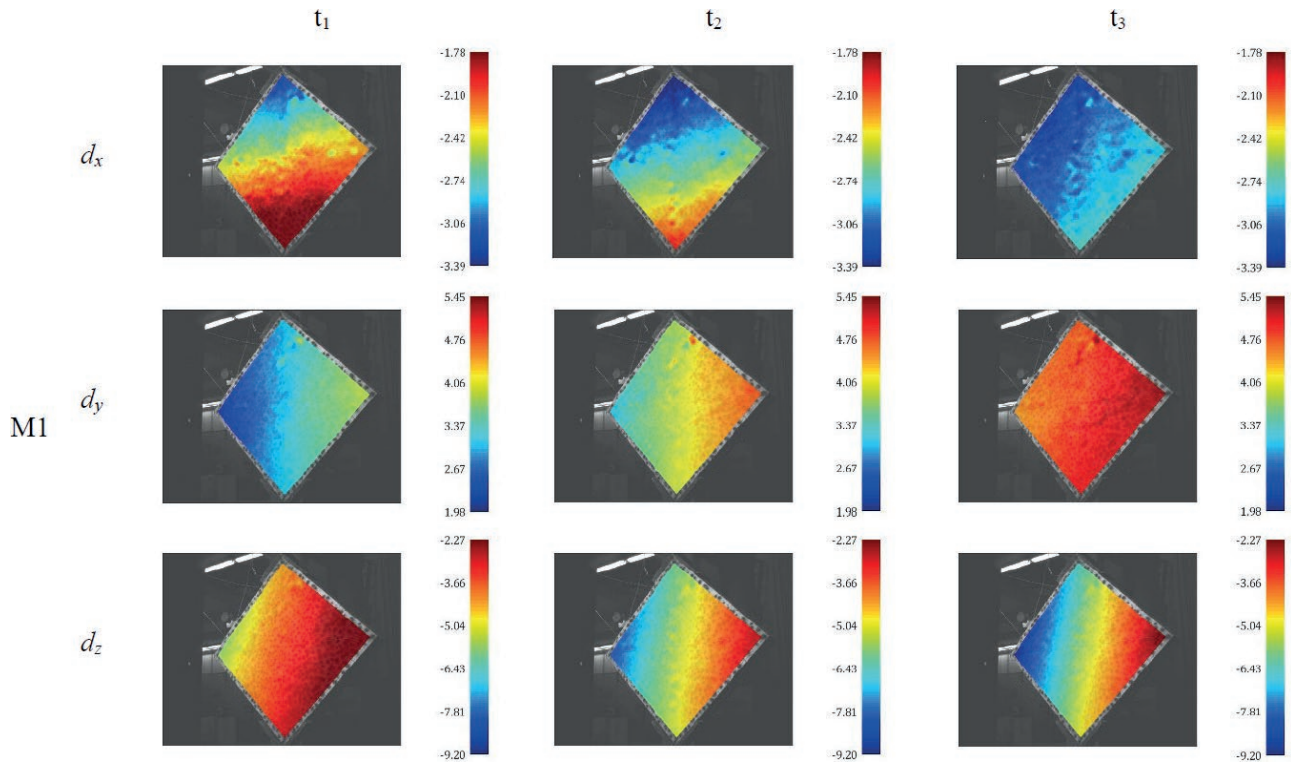 t₁ t₂ t₃
dₓ
-1.78 -1.78 -1.78
-2.10 -2.10 -2.10
-2.42 -2.42 -2.42
-2.74 -2.74 -2.74
-3.06 -3.06 -3.06
-3.39 -3.39 -3.39
M1
d_y
5.45 5.45 5.45
4.76 4.76 4.76
4.06 4.06 4.06
3.37 3.37 3.37
2.67 2.67 2.67
1.98 1.98 1.98
d_z
-2.27 -2.27 -2.27
-3.66 -3.66 -3.66
-5.04 -5.04 -5.04
-6.43 -6.43 -6.43
-7.81 -7.81 -7.81
-9.20 -9.20 -9.20